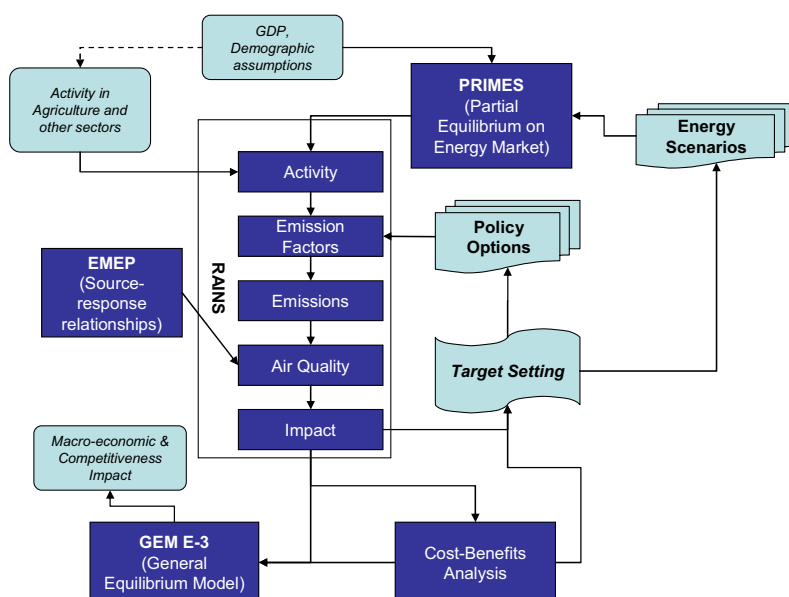 GDP,
Demographic
assumptions
Activity in
Agriculture and
other sectors
PRIMES
(Partial
Equilibrium on
Energy Market)
Energy
Scenarios
Activity
Emission
Factors
Policy
Options
EMEP
(Source-
response
relationships)
RAINS
Emissions
Air Quality
Target Setting
Impact
Macro-economic &
Competitiveness
Impact
GEM E-3
(General
Equilibrium Model)
Cost-Benefits
Analysis